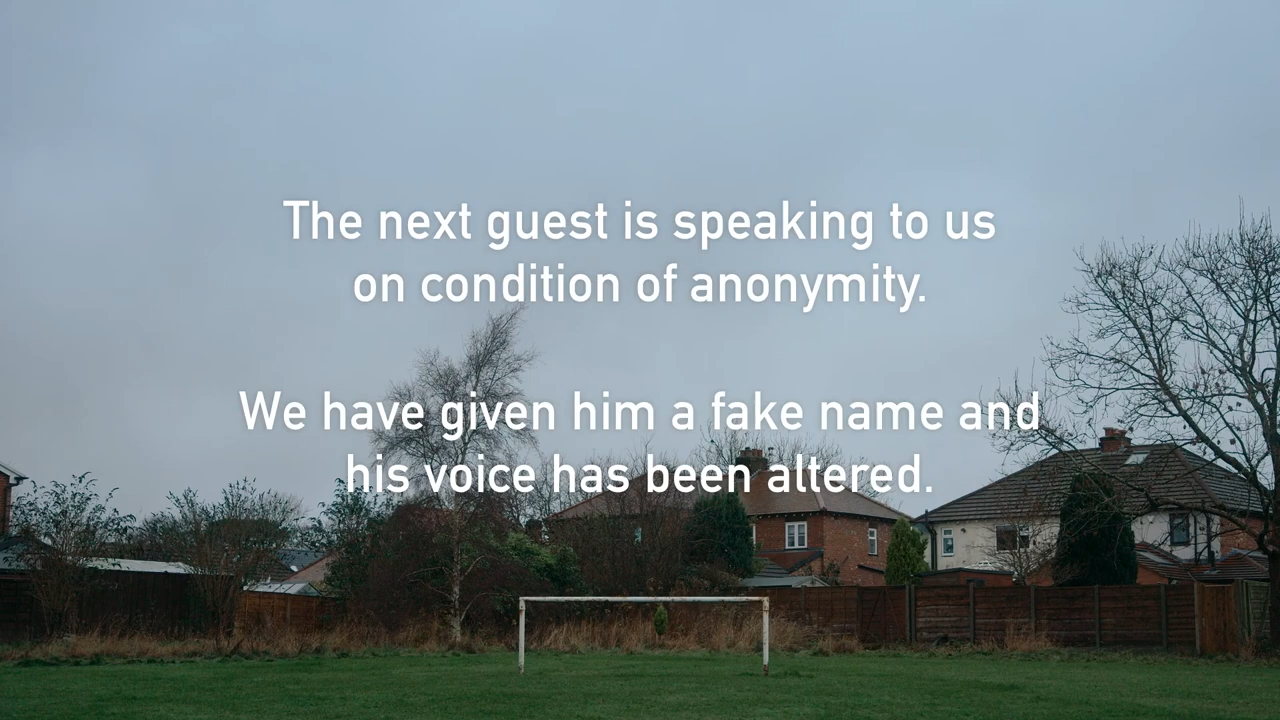 The next guest is speaking to us
on condition of anonymity.
We have given him a fake name and
his voice has been altered.